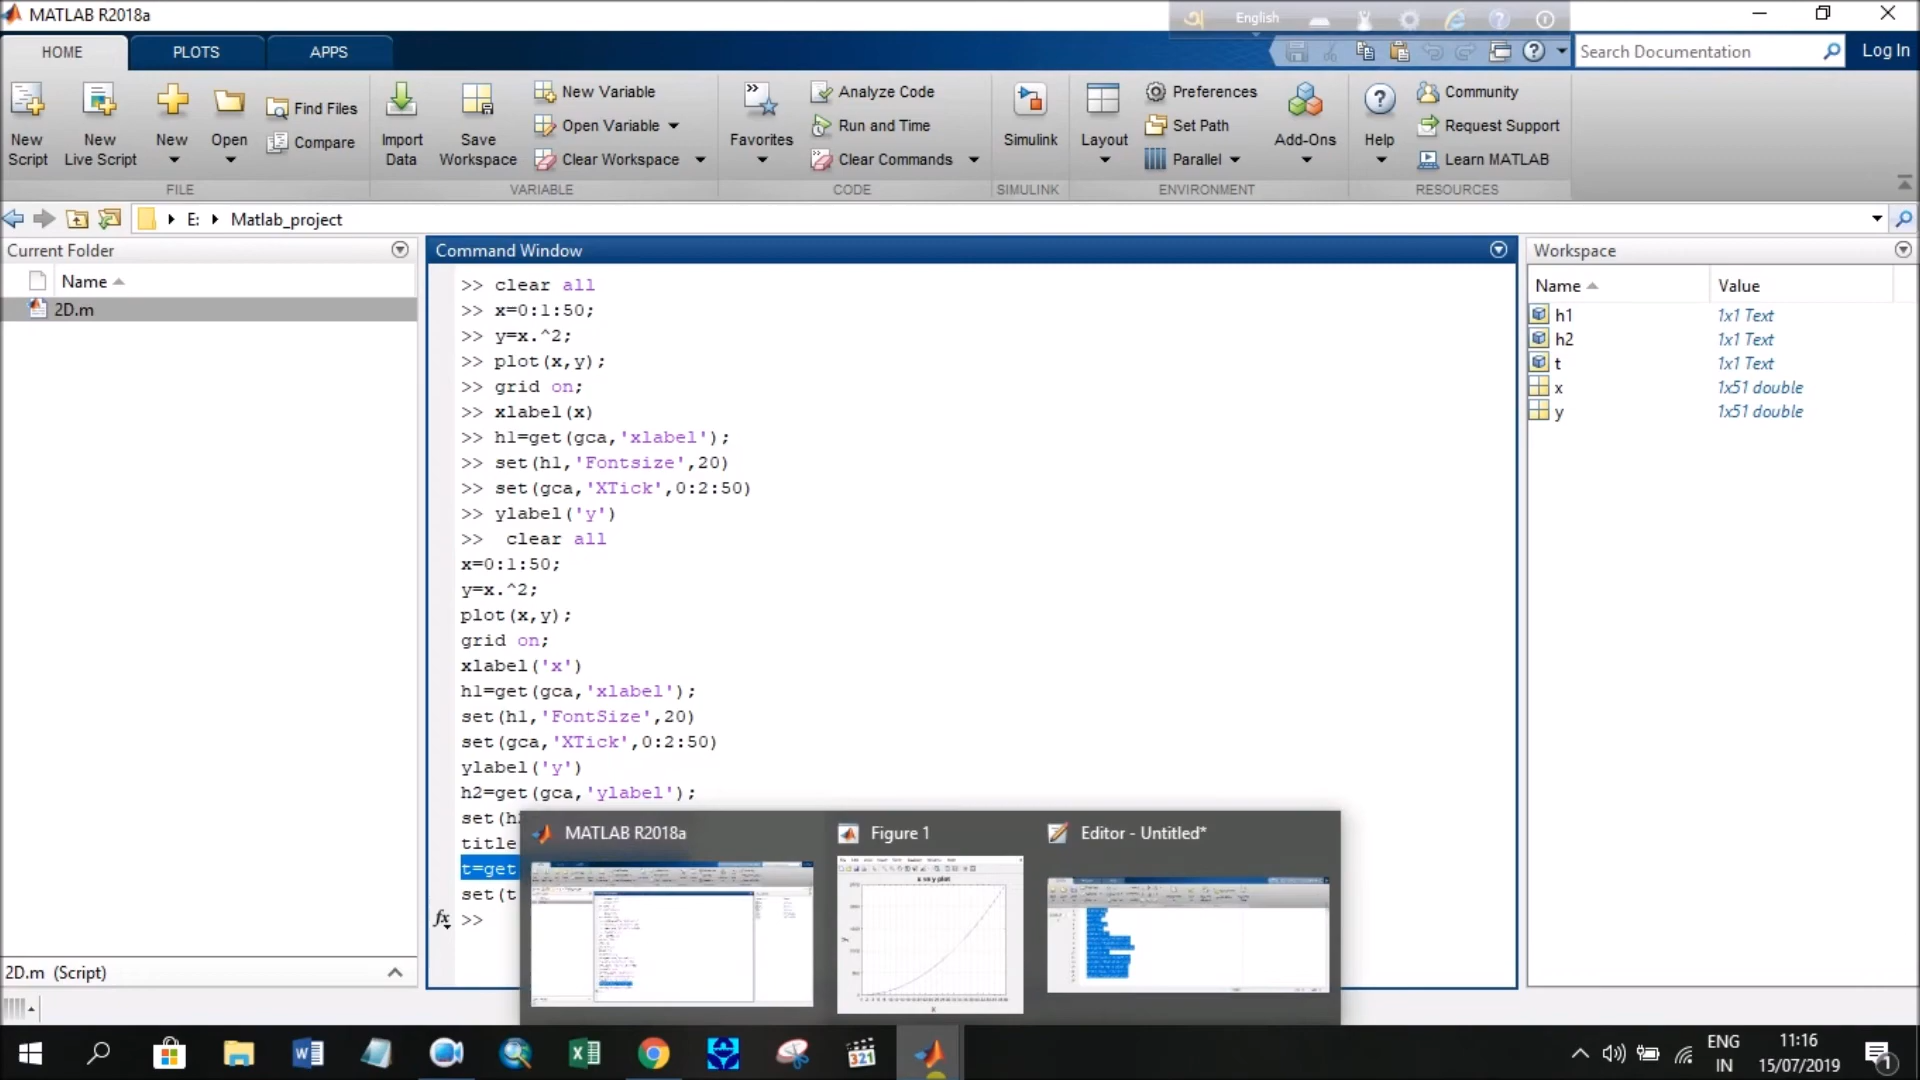 MATLAB R2018a
English
HOME
PLOTS
APPS
Search Documentation
Log In
New Script
New Live Script
New
Open
Find Files
Compare
Import Data
Save Workspace
New Variable
Open Variable
Clear Workspace
Favorites
Analyze Code
Run and Time
Clear Commands
Simulink
Layout
Preferences
Set Path
Parallel
Add-Ons
Help
Community
Request Support
Learn MATLAB
FILE
VARIABLE
CODE
SIMULINK
ENVIRONMENT
RESOURCES
E:
Matlab_project
Current Folder
Name
2D.m
Command Window
>> clear all
>> x=0:1:50;
>> y=x.^2;
>> plot(x,y);
>> grid on;
>> xlabel(x)
>> h1=get(gca,'xlabel');
>> set(h1,'Fontsize',20)
>> set(gca,'XTick',0:2:50)
>> ylabel('y')
>>  clear all
x=0:1:50;
y=x.^2;
plot(x,y);
grid on;
xlabel('x')
h1=get(gca,'xlabel');
set(h1,'FontSize',20)
set(gca,'XTick',0:2:50)
ylabel('y')
h2=get(gca,'ylabel');
set(h
title
t=get
set(t
fx >>
Workspace
Name Value
h1 1x1 Text
h2 1x1 Text
t 1x1 Text
x 1x51 double
y 1x51 double
MATLAB R2018a
Figure 1
Editor - Untitled*
x vs y plot
2D.m (Script)
321
ENG
IN
11:16
15/07/2019
1